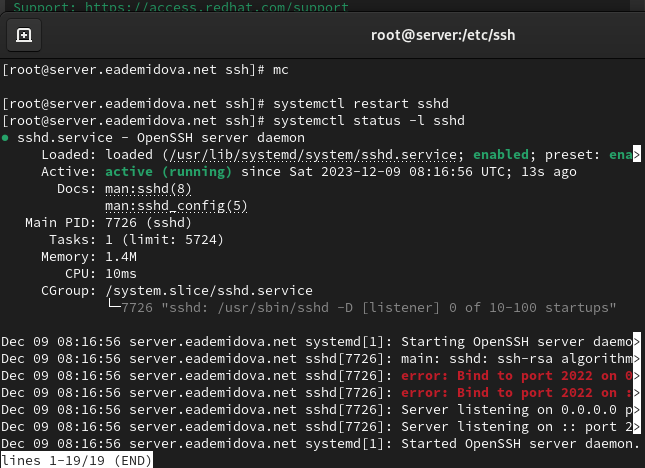 Support: https://access.redhat.com/support
root@server:/etc/ssh
[root@server.eademidova.net ssh]# mc
[root@server.eademidova.net ssh]# systemctl restart sshd
[root@server.eademidova.net ssh]# systemctl status -l sshd
● sshd.service - OpenSSH server daemon
Loaded: loaded (/usr/lib/systemd/system/sshd.service; enabled; preset: ena>
Active: active (running) since Sat 2023-12-09 08:16:56 UTC; 13s ago
Docs: man:sshd(8)
man:sshd_config(5)
Main PID: 7726 (sshd)
Tasks: 1 (limit: 5724)
Memory: 1.4M
CPU: 10ms
CGroup: /system.slice/sshd.service
└─7726 "sshd: /usr/sbin/sshd -D [listener] 0 of 10-100 startups"
Dec 09 08:16:56 server.eademidova.net systemd[1]: Starting OpenSSH server daemo>
Dec 09 08:16:56 server.eademidova.net sshd[7726]: main: sshd: ssh-rsa algorithm>
Dec 09 08:16:56 server.eademidova.net sshd[7726]: error: Bind to port 2022 on 0>
Dec 09 08:16:56 server.eademidova.net sshd[7726]: error: Bind to port 2022 on :>
Dec 09 08:16:56 server.eademidova.net sshd[7726]: Server listening on 0.0.0.0 p>
Dec 09 08:16:56 server.eademidova.net sshd[7726]: Server listening on :: port 2>
Dec 09 08:16:56 server.eademidova.net systemd[1]: Started OpenSSH server daemon.
lines 1-19/19 (END)